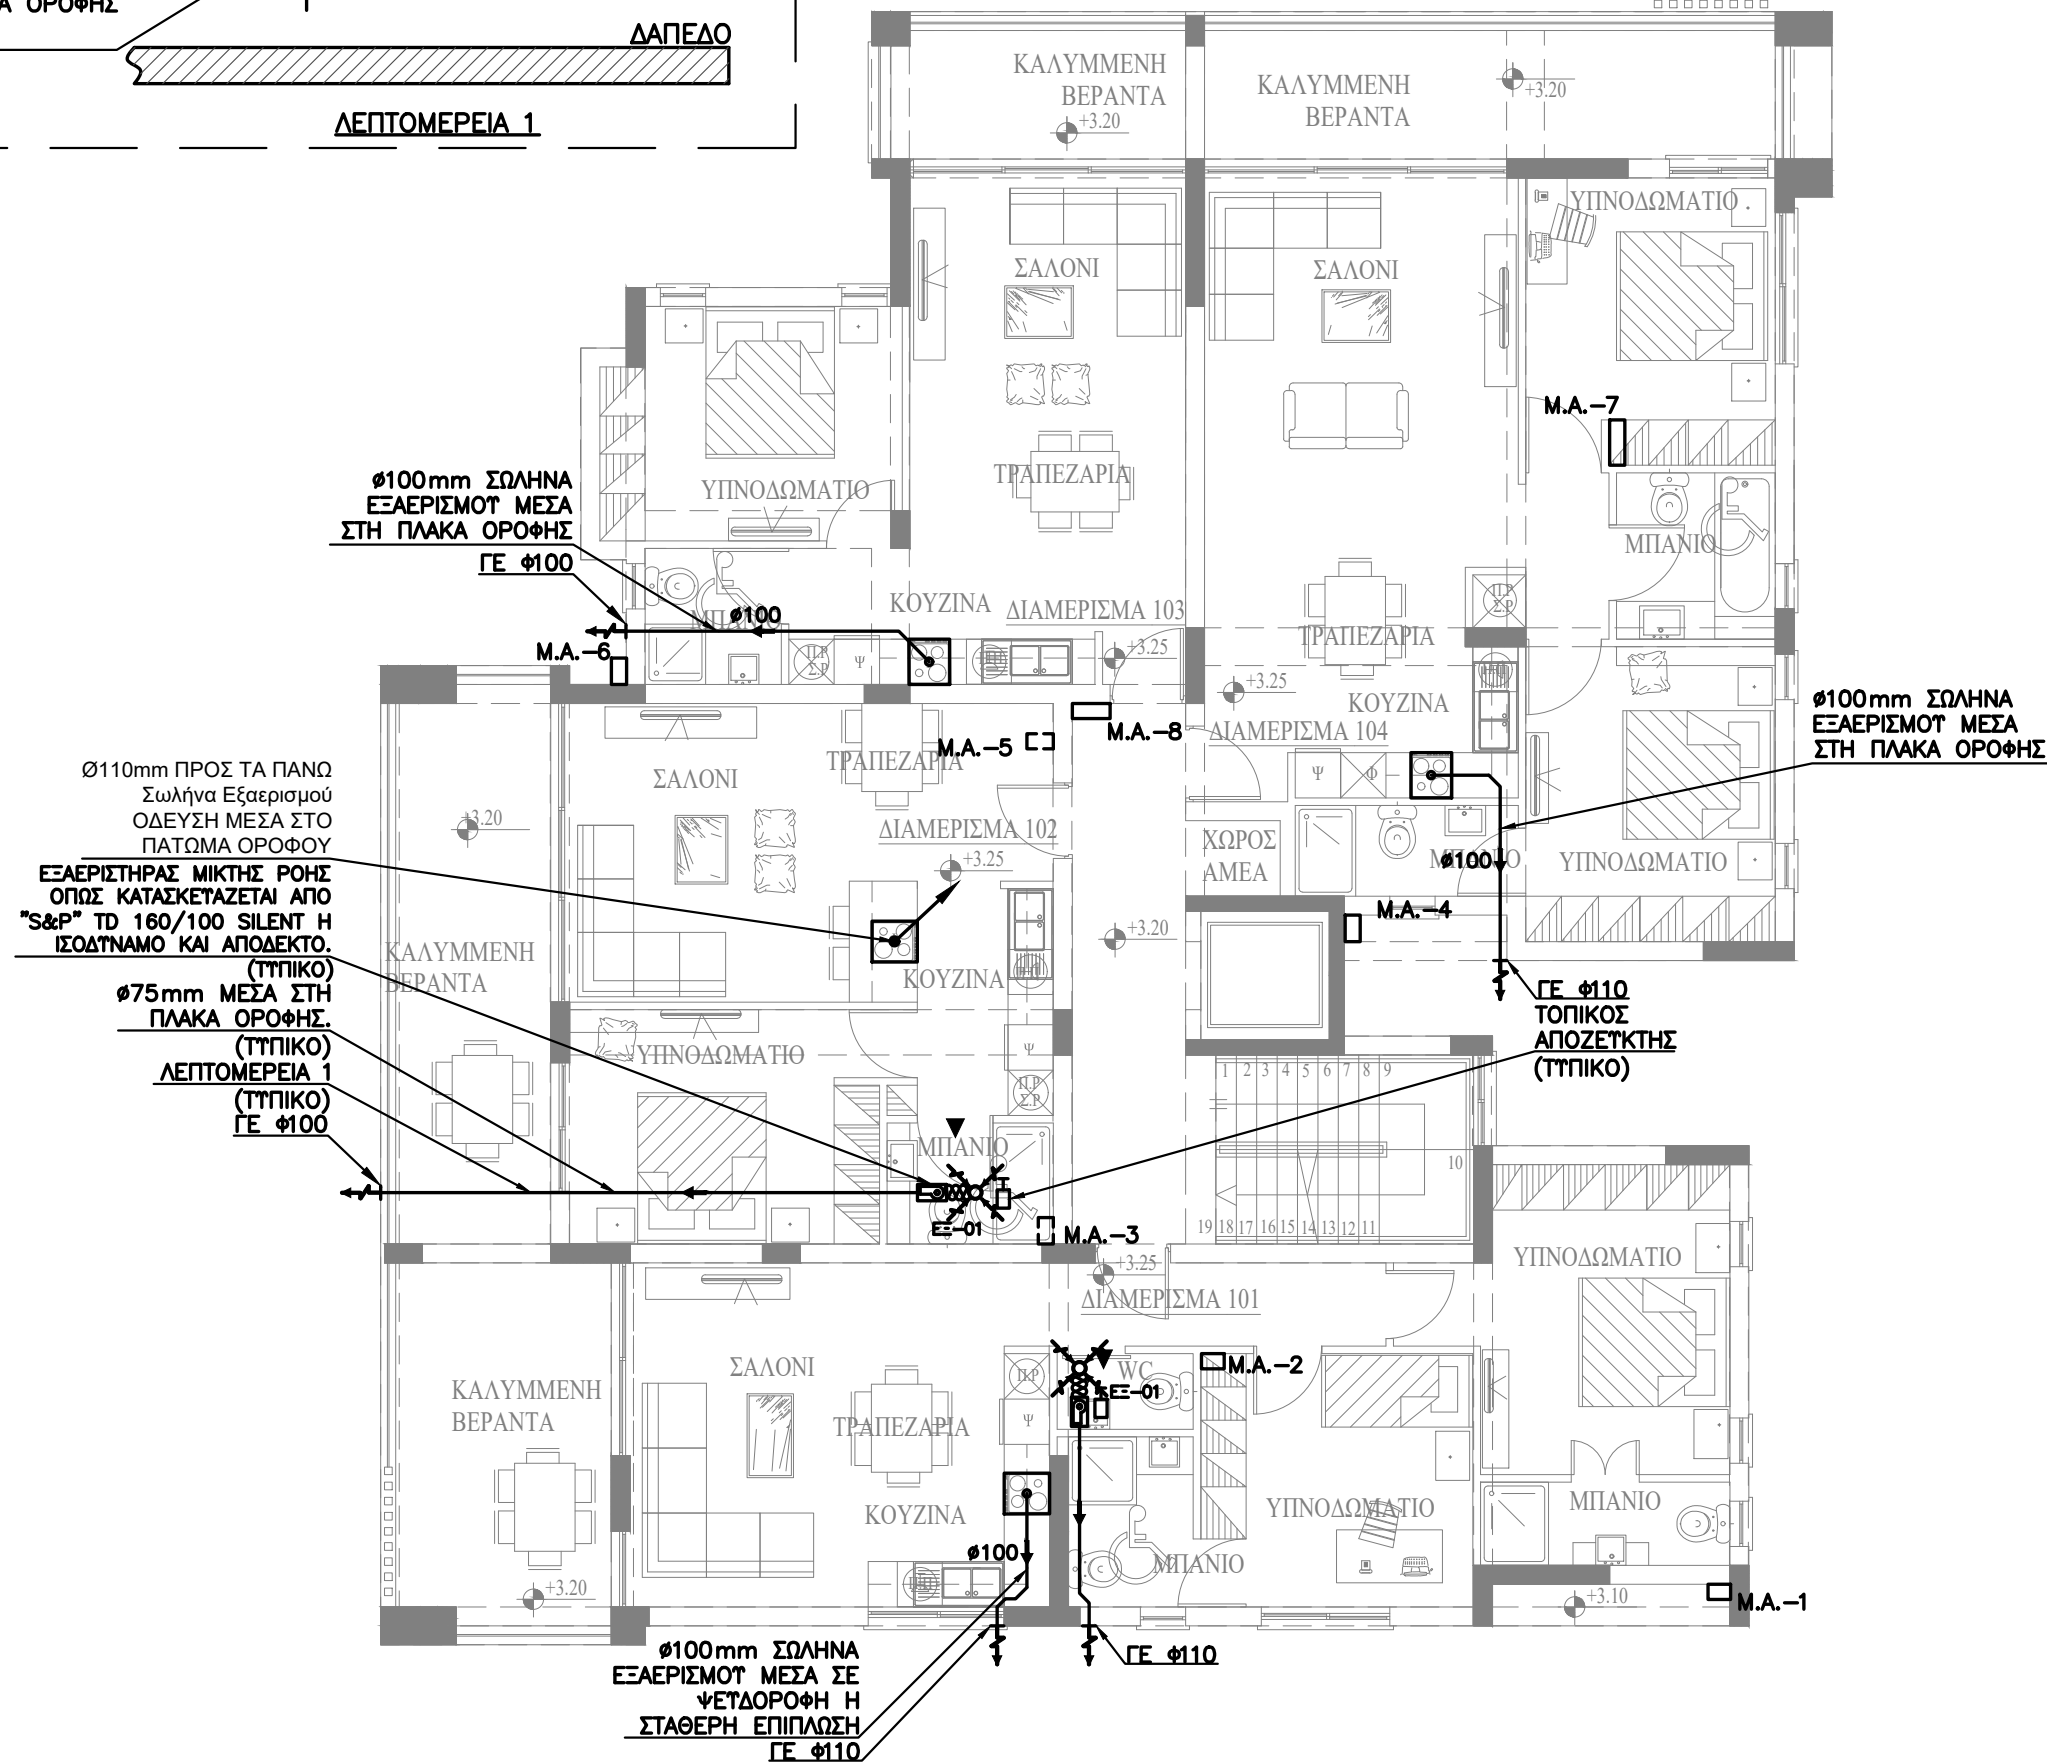 Α ΟΡΟΦΗΣ
ΔΑΠΕΔΟ
ΛΕΠΤΟΜΕΡΕΙΑ 1
ΚΑΛΥΜΜΕΝΗ
ΒΕΡΑΝΤΑ
+3.20
ΚΑΛΥΜΜΕΝΗ
ΒΕΡΑΝΤΑ
+3.20
ΥΠΝΟΔΩΜΑΤΙΟ
ΣΑΛΟΝΙ
ΣΑΛΟΝΙ
M.A.-7
ΤΡΑΠΕΖΑΡΙΑ
ΥΠΝΟΔΩΜΑΤΙΟ
ø100mm ΣΩΛΗΝΑ
ΕΞΑΕΡΙΣΜΟΥ ΜΕΣΑ
ΣΤΗ ΠΛΑΚΑ ΟΡΟΦΗΣ
ΓΕ Φ100
ΜΠΑΝΙΟ
ΜΠΑΝΙΟ
ø100
ΚΟΥΖΙΝΑ
ΔΙΑΜΕΡΙΣΜΑ 103
Π.Ρ
Σ.Ρ
ΤΡΑΠΕΖΑΡΙΑ
M.A.-6
Π.Ρ
Σ.Ρ
Ψ
+3.25
+3.25
ΚΟΥΖΙΝΑ
M.A.-8
ΔΙΑΜΕΡΙΣΜΑ 104
M.A.-5
ø100mm ΣΩΛΗΝΑ
ΕΞΑΕΡΙΣΜΟΥ ΜΕΣΑ
ΣΤΗ ΠΛΑΚΑ ΟΡΟΦΗΣ
ΤΡΑΠΕΖΑΡΙΑ
ΣΑΛΟΝΙ
Ψ
Φ
Ø110mm ΠΡΟΣ ΤΑ ΠΑΝΩ
Σωλήνα Εξαερισμού
ΟΔΕΥΣΗ ΜΕΣΑ ΣΤΟ
ΠΑΤΩΜΑ ΟΡΟΦΟΥ
+3.20
ΔΙΑΜΕΡΙΣΜΑ 102
+3.25
ΧΩΡΟΣ
ΑΜΕΑ
ΜΠΑΝΙΟ
ø100
ΥΠΝΟΔΩΜΑΤΙΟ
ΕΞΑΕΡΙΣΤΗΡΑΣ ΜΙΚΤΗΣ ΡΟΗΣ
ΟΠΩΣ ΚΑΤΑΣΚΕΥΑΖΕΤΑΙ ΑΠΟ
"S&P" TD 160/100 SILENT Η
ΙΣΟΔΥΝΑΜΟ ΚΑΙ ΑΠΟΔΕΚΤΟ.
(ΤΥΠΙΚΟ)
M.A.-4
+3.20
ΚΑΛΥΜΜΕΝΗ
ΒΕΡΑΝΤΑ
ΚΟΥΖΙΝΑ
ø75mm ΜΕΣΑ ΣΤΗ
ΠΛΑΚΑ ΟΡΟΦΗΣ.
(ΤΥΠΙΚΟ)
ΓΕ Φ110
ΤΟΠΙΚΟΣ
ΑΠΟΖΕΥΚΤΗΣ
(ΤΥΠΙΚΟ)
ΥΠΝΟΔΩΜΑΤΙΟ
Ψ
ΛΕΠΤΟΜΕΡΕΙΑ 1
(ΤΥΠΙΚΟ)
ΓΕ Φ100
1 2 3 4 5 6 7 8 9
Π.Ρ
Σ.Ρ
ΜΠΑΝΙΟ
10
ΕΞ-01
M.A.-3
19 18 17 16 15 14 13 12 11
+3.25
ΥΠΝΟΔΩΜΑΤΙΟ
ΔΙΑΜΕΡΙΣΜΑ 101
ΣΑΛΟΝΙ
Π.Ρ
WC
M.A.-2
ΕΞ-01
ΚΑΛΥΜΜΕΝΗ
ΒΕΡΑΝΤΑ
ΤΡΑΠΕΖΑΡΙΑ
Ψ
ΚΟΥΖΙΝΑ
ΥΠΝΟΔΩΜΑΤΙΟ
ΜΠΑΝΙΟ
ø100
ΜΠΑΝΙΟ
+3.20
+3.10
M.A.-1
ø100mm ΣΩΛΗΝΑ
ΕΞΑΕΡΙΣΜΟΥ ΜΕΣΑ ΣΕ
ΨΕΥΔΟΡΟΦΗ Η
ΣΤΑΘΕΡΗ ΕΠΙΠΛΩΣΗ
ΓΕ Φ110
ΓΕ Φ110